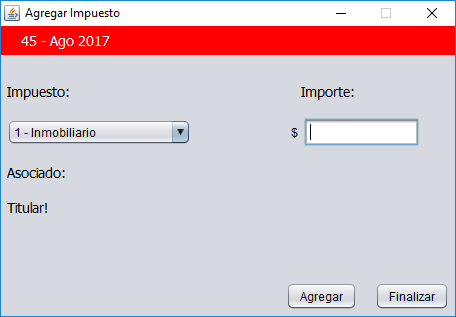 Agregar Impuesto
45 - Ago 2017
Impuesto:
Importe:
1 - Inmobiliario
$
Asociado:
Titular!
Agregar
Finalizar